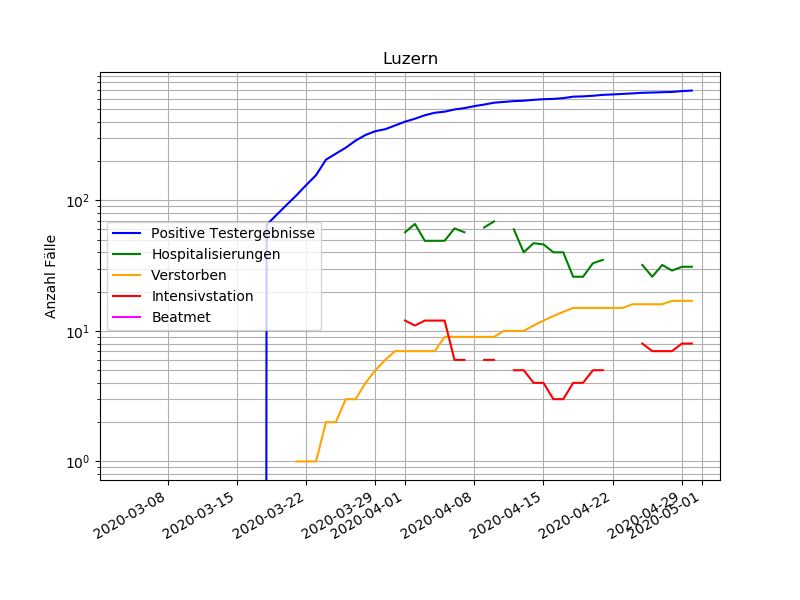 Luzern
Anzahl Fälle
10²
10¹
10⁰
Positive Testergebnisse
Hospitalisierungen
Verstorben
Intensivstation
Beatmet
2020-03-08
2020-03-15
2020-03-22
2020-03-29
2020-04-01
2020-04-08
2020-04-15
2020-04-22
2020-04-29
2020-05-01